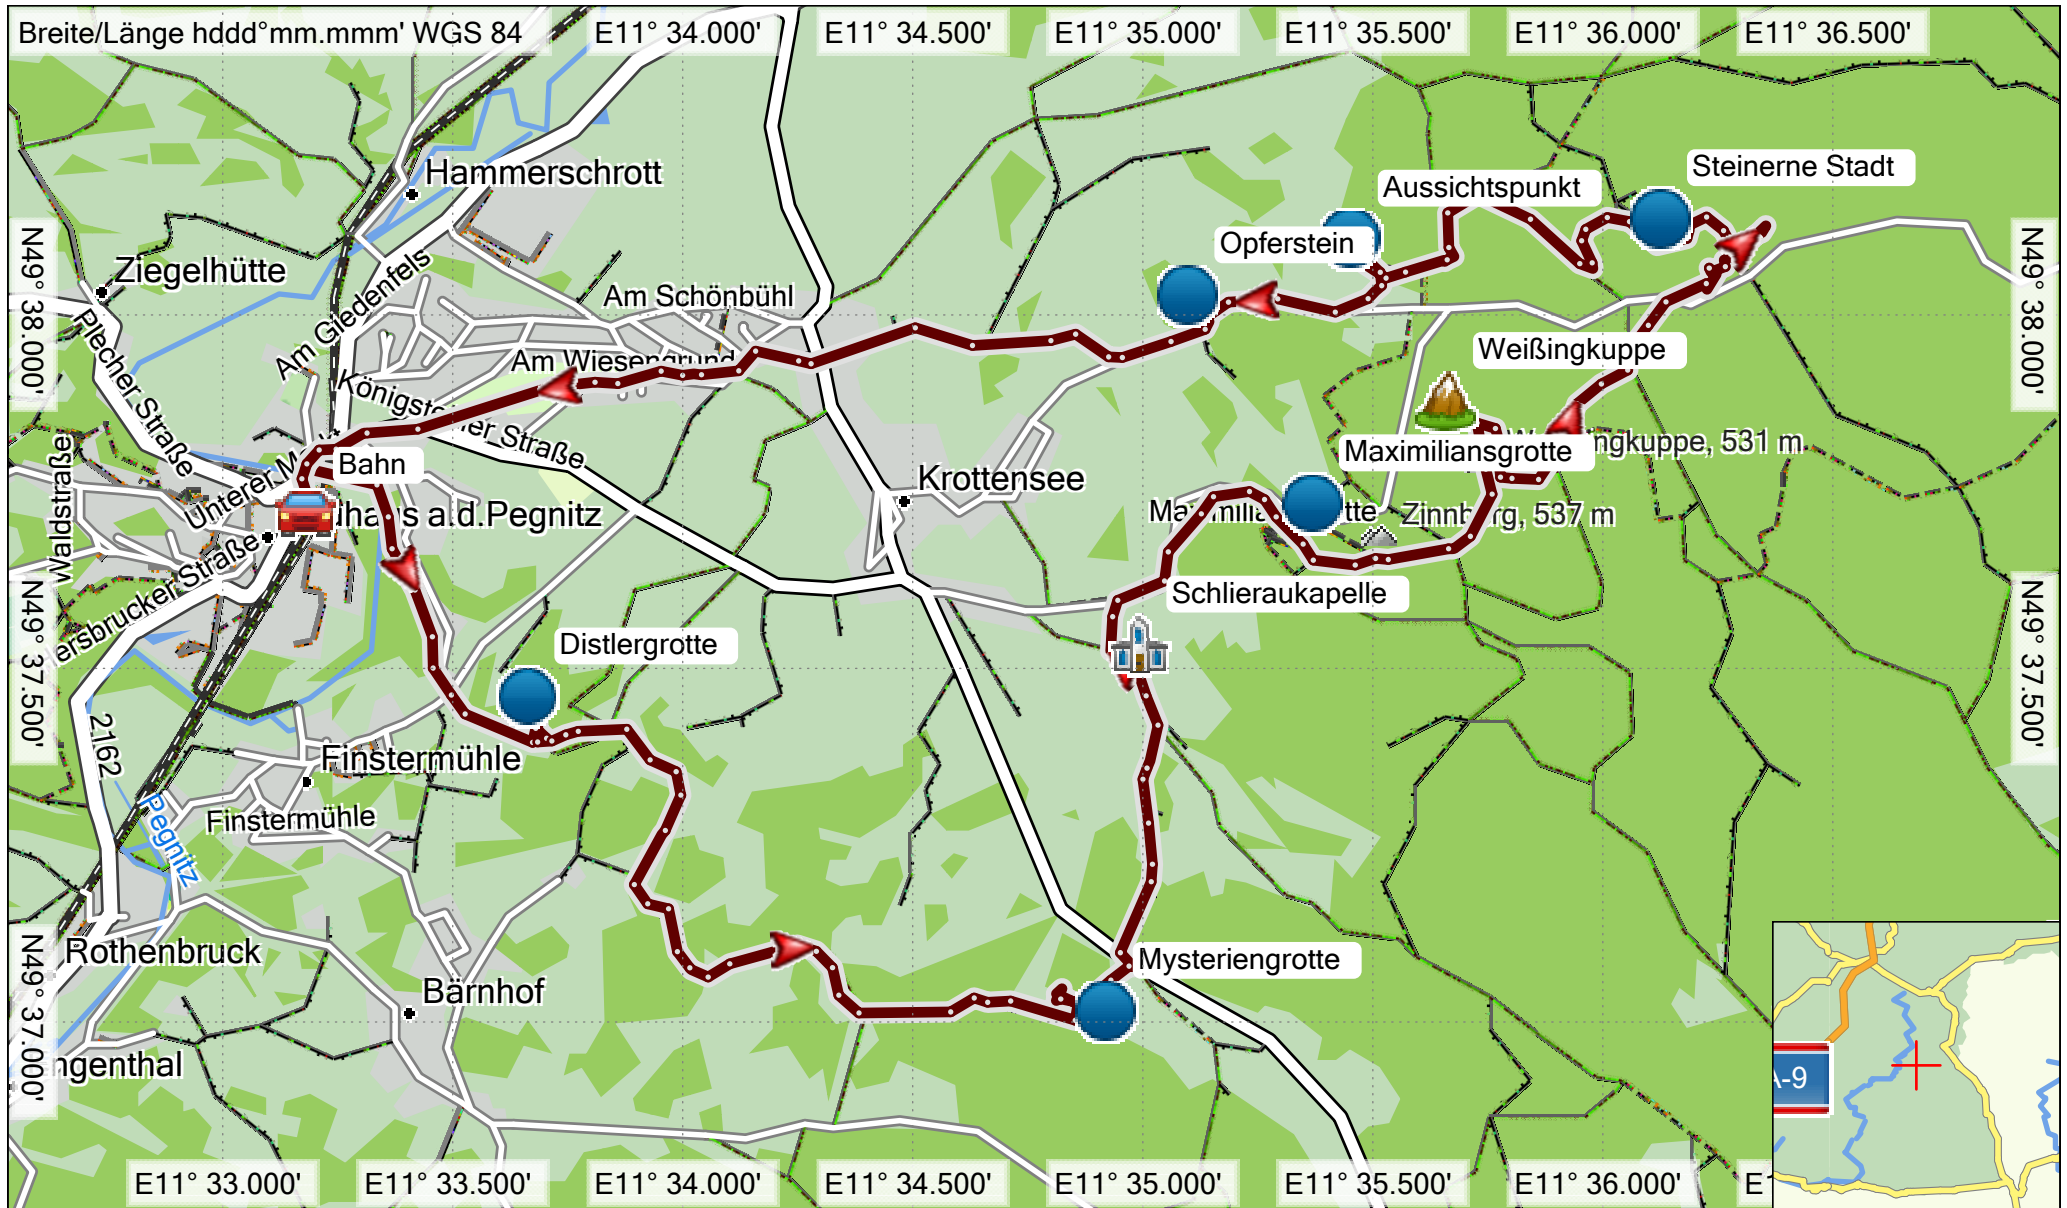 Breite/Länge hddd°mm.mmm' WGS 84
E11° 34.000'
E11° 34.500'
E11° 35.000'
E11° 35.500'
E11° 36.000'
E11° 36.500'
Hammerschrott
Steinerne Stadt
Aussichtspunkt
Opferstein
Ziegelhütte
Am Schönbühl
Am Giedenfels
N49° 38.000'
N49° 38.000'
Plecher Straße
Am Wiesengrund
Weißingkuppe
ingkuppe, 531 m
Maximiliansgrotte
Bahn
Krottensee
Waldstraße
Unterer
a.d.Pegnitz
Zinnberg, 537 m
ersbrucker Straße
Schlieraukapelle
Distlergrotte
N49° 37.500'
N49° 37.500'
2162
Finstermühle
Finstermühle
Pegnitz
Rothenbruck
Mysteriengrotte
Bärnhof
N49° 37.000'
ngenthal
A-9
E11° 33.000'
E11° 33.500'
E11° 34.000'
E11° 34.500'
E11° 35.000'
E11° 35.500'
E11° 36.000'